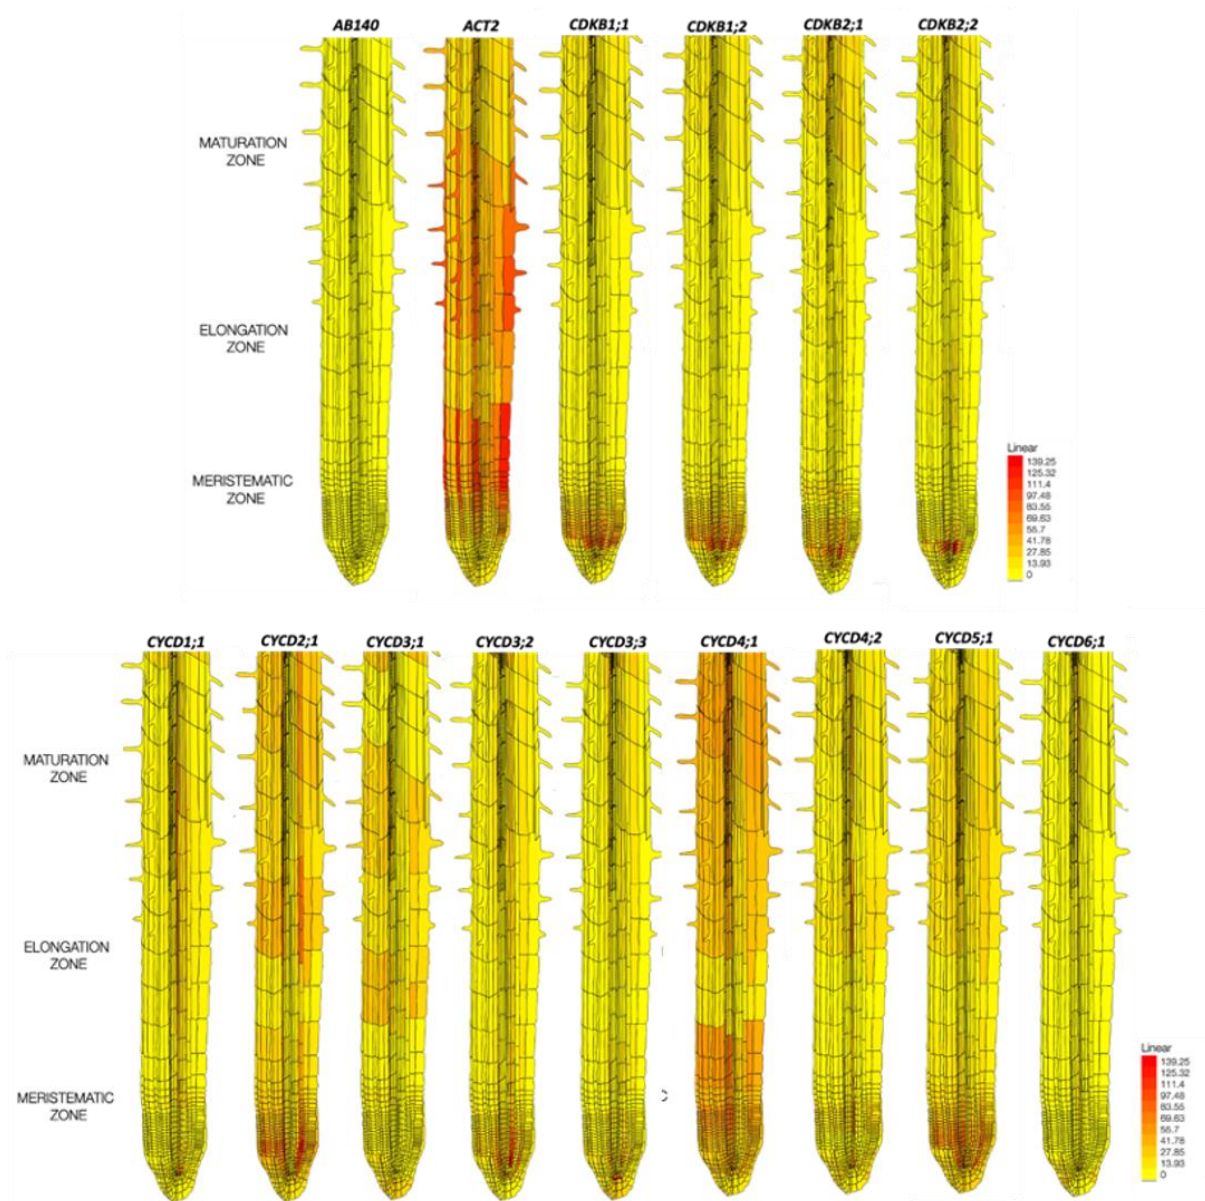 AB140 ACT2 CDKB1;1 CDKB1;2 CDKB2;1 CDKB2;2
MATURATION
ZONE
ELONGATION
ZONE
MERISTEMATIC
ZONE
Linear
139.25
125.32
111.4
97.48
83.55
69.63
55.7
41.78
27.85
13.93
0
CYCD1;1 CYCD2;1 CYCD3;1 CYCD3;2 CYCD3;3 CYCD4;1 CYCD4;2 CYCD5;1 CYCD6;1
MATURATION
ZONE
ELONGATION
ZONE
MERISTEMATIC
ZONE
Linear
139.25
125.32
111.4
97.48
83.55
69.63
55.7
41.78
27.85
13.93
0